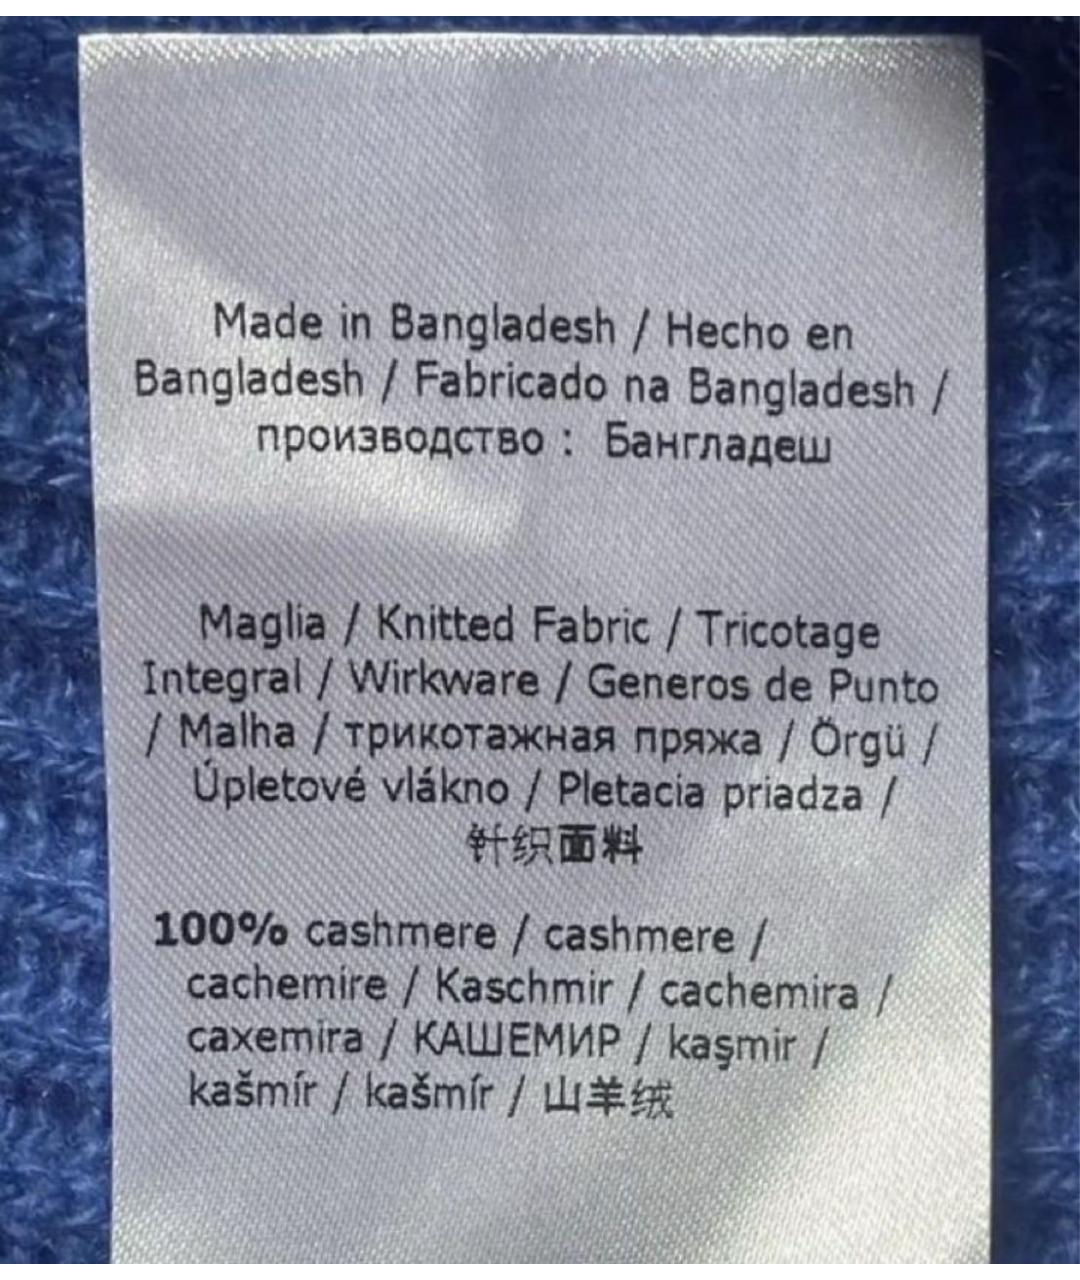 Made in Bangladesh / Hecho en
Bangladesh / Fabricado na Bangladesh /
производство : Бангладеш
Maglia / Knitted Fabric / Tricotage
Integral / Wirkware / Generos de Punto
/ Malha / трикотажная пряжа / Örgü /
Úpletové vlákno / Pletacia priadza /
针织面料
100% cashmere / cashmere /
cachemire / Kaschmir / cachemira /
caxemira / КАШЕМИР / kaşmir /
kašmír / kašmír / 山羊绒